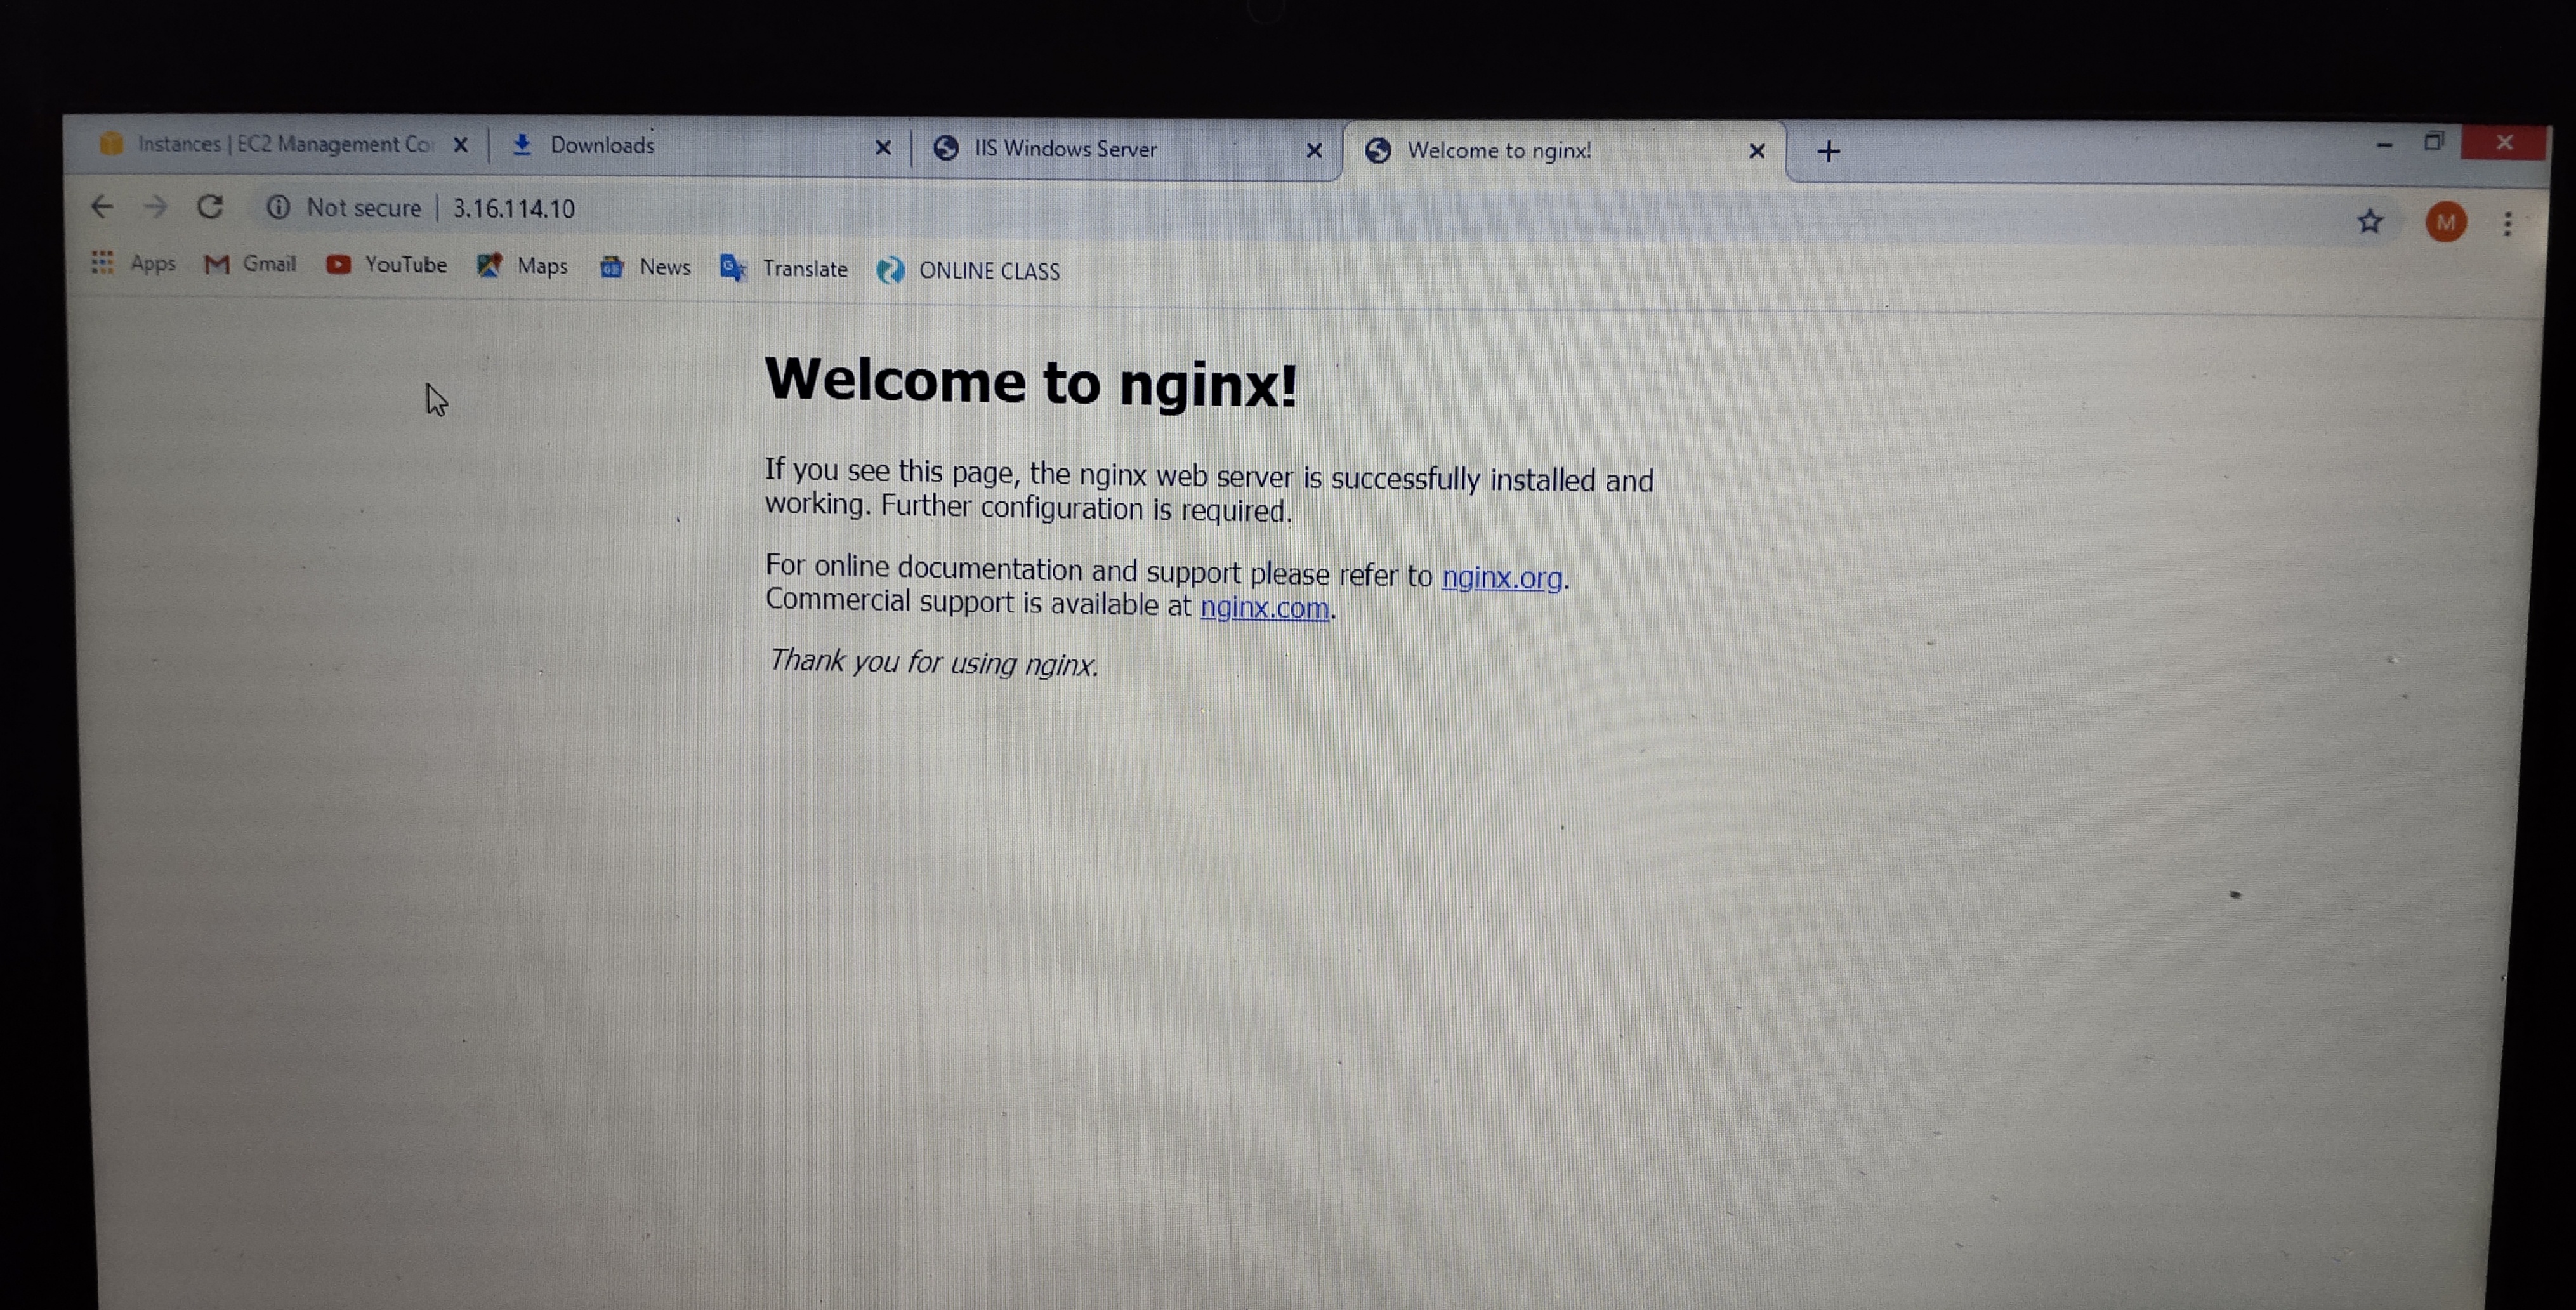 Instances | EC2 Management Co
Downloads
IIS Windows Server
Welcome to nginx!
Not secure | 3.16.114.10
M
Apps
Gmail
YouTube
Maps
News
Translate
ONLINE CLASS
Welcome to nginx!
If you see this page, the nginx web server is successfully installed and
working. Further configuration is required.
For online documentation and support please refer to nginx.org.
Commercial support is available at nginx.com.
Thank you for using nginx.